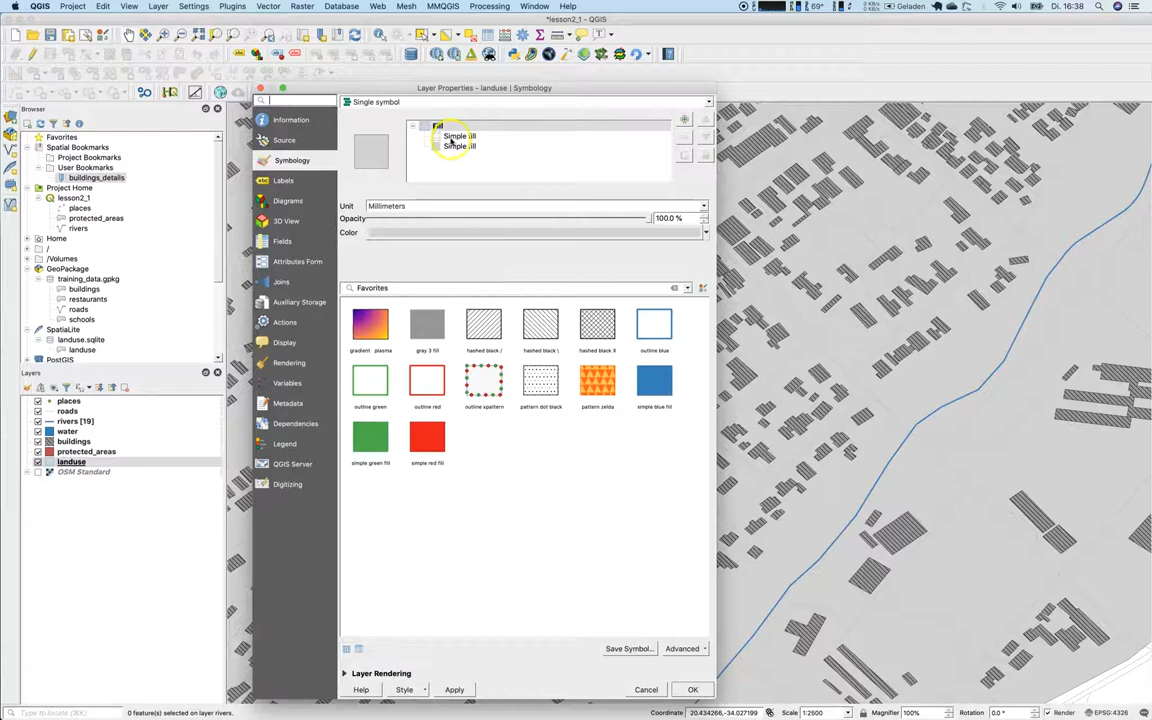 QGIS Project Edit View Layer Settings Plugins Vector Raster Database Web Mesh MMQGIS Processing Window Help
69° Geladen Di. 16:38
*lesson2_1 — QGIS
Layer Properties - landuse | Symbology
Browser
Favorites
Spatial Bookmarks
Project Bookmarks
User Bookmarks
buildings_details
Project Home
lesson2_1
places
protected_areas
rivers
Home
/
/Volumes
GeoPackage
training_data.gpkg
buildings
restaurants
roads
schools
SpatiaLite
landuse.sqlite
landuse
PostGIS
Layers
places
roads
rivers [19]
water
buildings
protected_areas
landuse
OSM Standard
Information
Source
Symbology
Labels
Diagrams
3D View
Fields
Attributes Form
Joins
Auxiliary Storage
Actions
Display
Rendering
Variables
Metadata
Dependencies
Legend
QGIS Server
Digitizing
Single symbol
Fill
Simple fill
Simple fill
Unit Millimeters
Opacity 100.0 %
Color
Favorites
gradient plasma gray 3 fill hashed black / hashed black \ hashed black X outline blue
outline green outline red outline xpattern pattern dot black pattern zelda simple blue fill
simple green fill simple red fill
Save Symbol... Advanced
Layer Rendering
Help Style Apply Cancel OK
Type to locate (⌘K) 0 feature(s) selected on layer rivers. Coordinate 20.434266,-34.027199 Scale 1:2500 Magnifier 100% Rotation 0.0 ° Render EPSG:4326